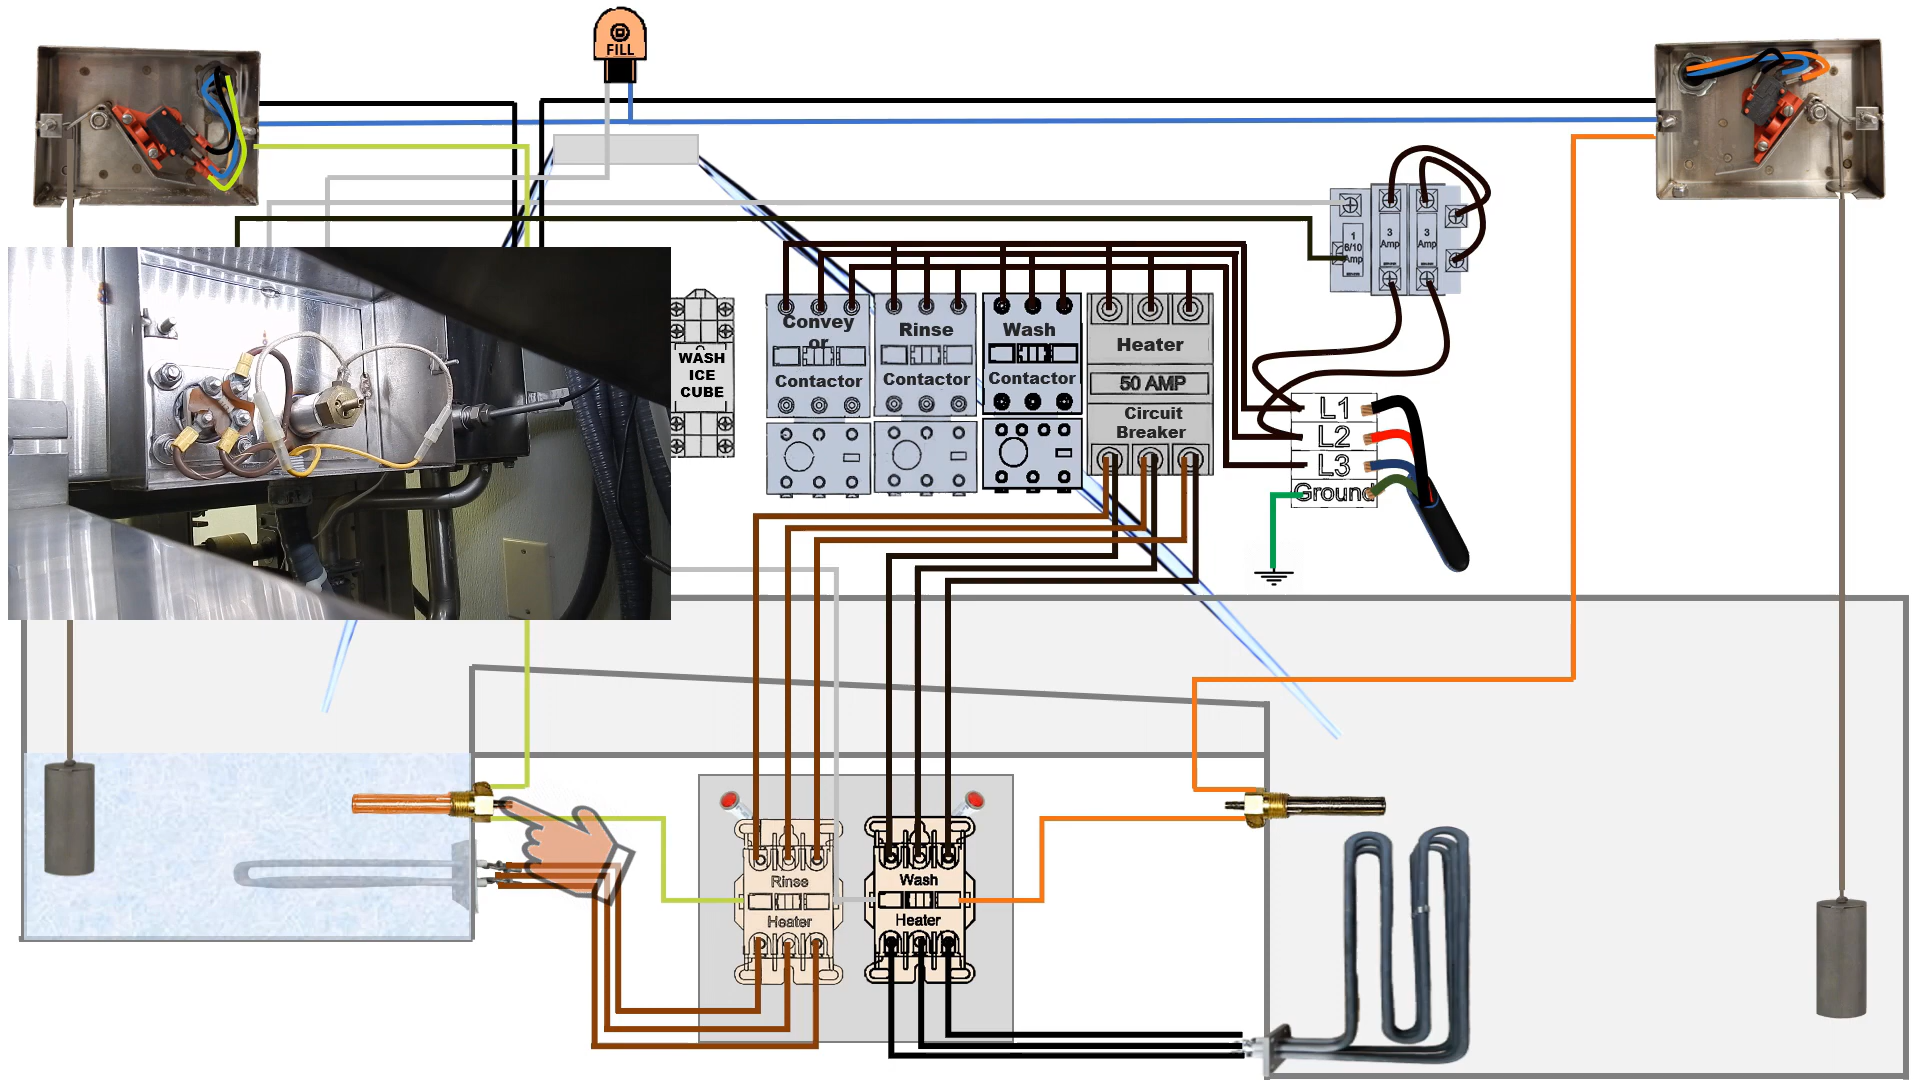 FILL
1
6/10
Amp
3
Amp
3
Amp
WASH
ICE
CUBE
Convey
or
Contactor
Rinse
Contactor
Wash
Contactor
Heater
50 AMP
Circuit
Breaker
L1
L2
L3
Ground
Rinse
Heater
Wash
Heater